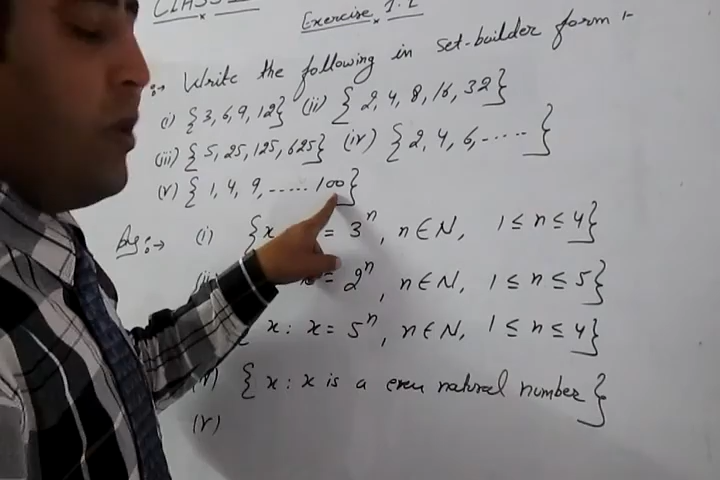 CLASS
Exercise 1.1
:→ Write the following in set-builder form :-
(i) {3, 6, 9, 12} (ii) {2, 4, 8, 16, 32}
(iii) {5, 25, 125, 625} (iv) {2, 4, 6, ......}
(v) {1, 4, 9, ...... 100}
(i) {x = 3ⁿ, n ∈ N, 1 ≤ n ≤ 4}
= 2ⁿ, n ∈ N, 1 ≤ n ≤ 5}
x : x = 5ⁿ, n ∈ N, 1 ≤ n ≤ 4}
{x : x is a even natural number}
(v)